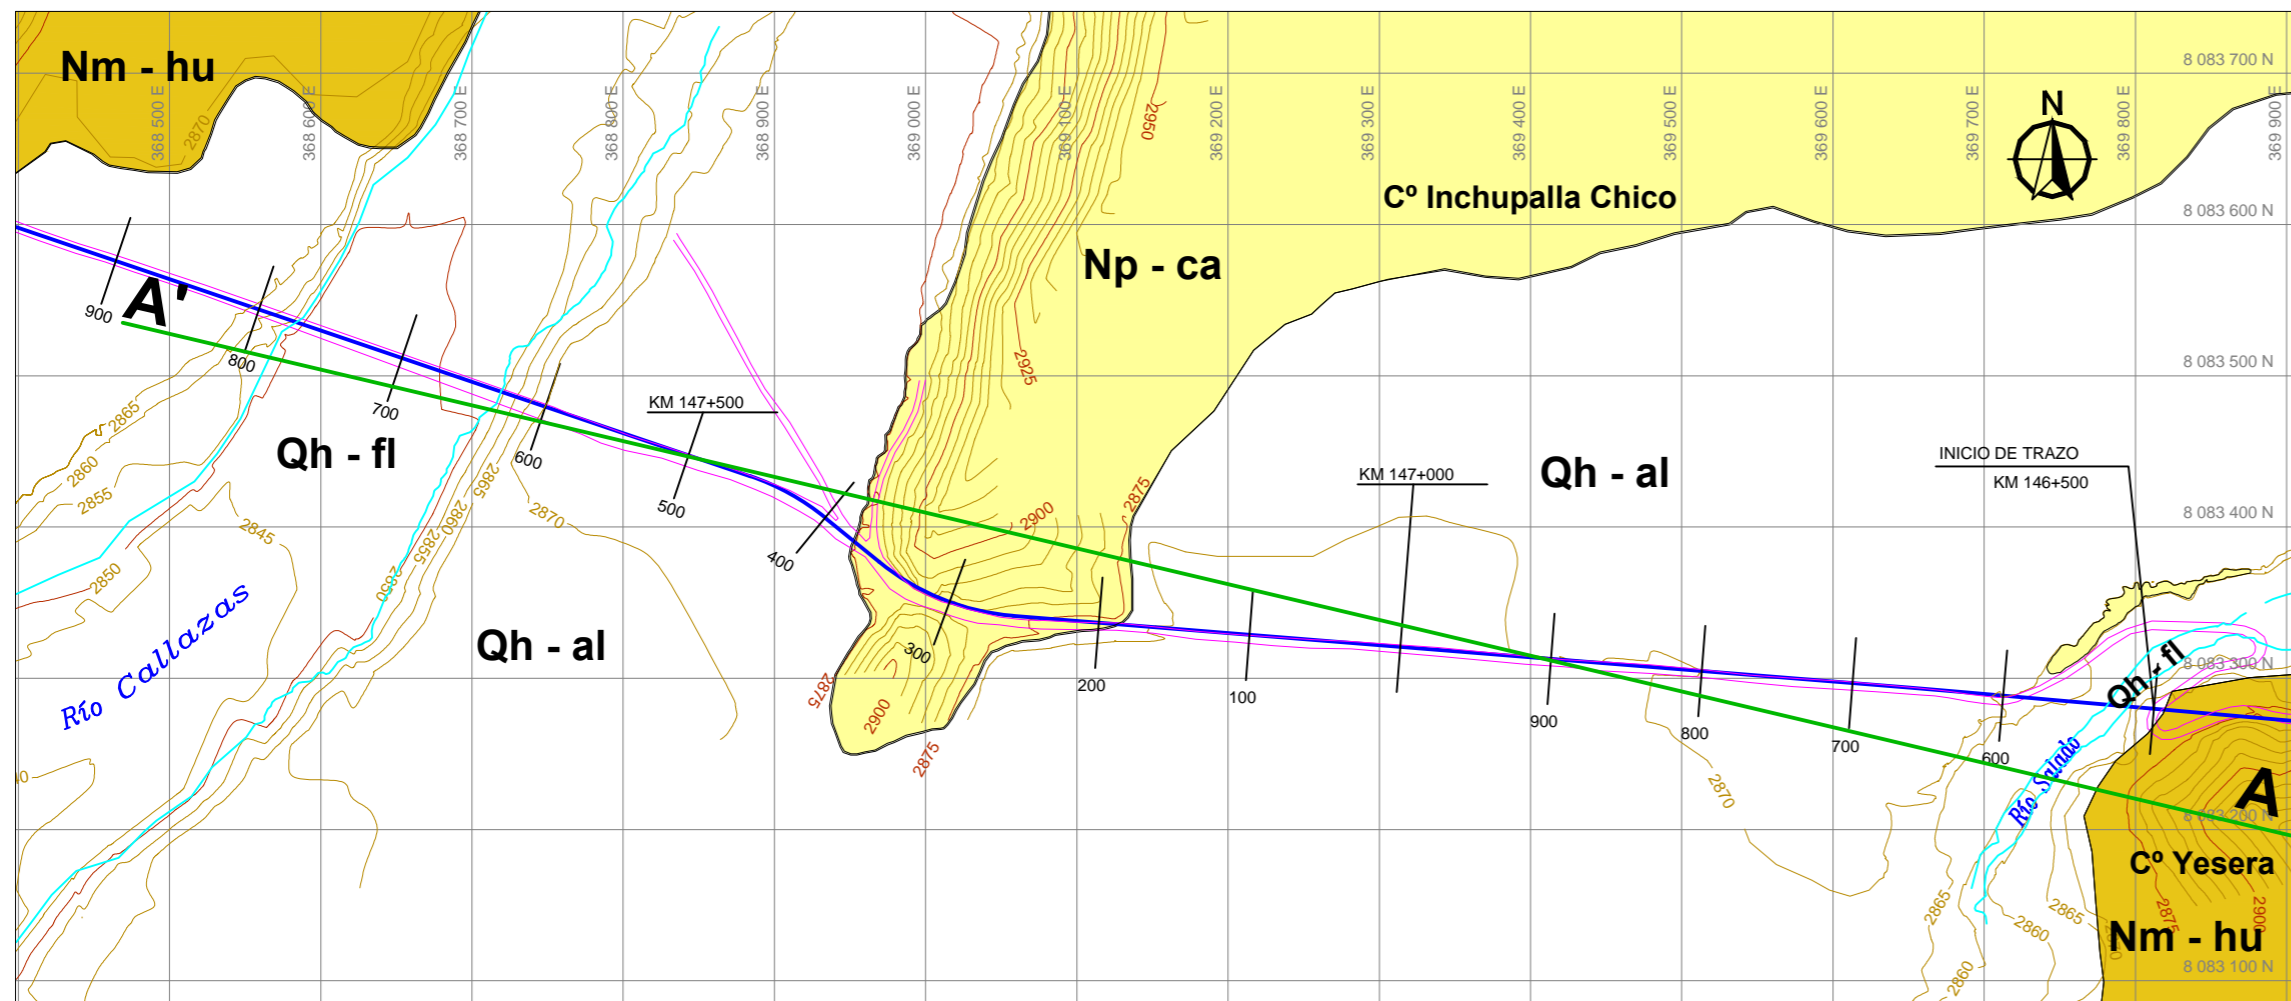 Nm - hu
2870
368 500 E
368 600 E
368 700 E
368 800 E
368 900 E
369 000 E
369 100 E
2950
369 200 E
369 300 E
369 400 E
369 500 E
369 600 E
369 700 E
N
369 800 E
369 900 E
8 083 700 N
Cº Inchupalla Chico
8 083 600 N
Np - ca
A'
900
800
700
600
500
400
300
200
100
900
800
700
600
2925
8 083 500 N
KM 147+500
2865
2860
2855
2850
2845
Qh - fl
2865
2860
2855
2850
2870
2900
2875
KM 147+000
Qh - al
INICIO DE TRAZO
KM 146+500
8 083 400 N
Río Callazas
Qh - al
2875
2900
2875
Qh - fl
8 083 300 N
2870
Río Salado
A
8 083 200 N
Cº Yesera
2865
2860
2865
2860
2875
2900
Nm - hu
8 083 100 N